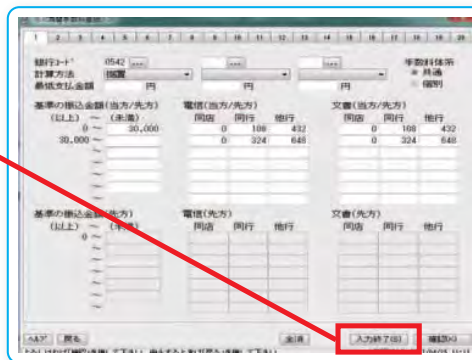 1 2 3 4 5 6 7 8 9 10 11 12 13 14 15 16 17 18 19 20
銀行コード 0542 ... ... ... 手数料体系
計算方法 据置 共通
最低支払金額 円 円 円 個別
基準の振込金額(当方/先方) 電信(当方/先方) 文書(当方/先方)
(以上) ~ (未満) 同店 同行 他行 同店 同行 他行
0 ~ 30,000 0 108 432 0 108 432
30,000 ~ 0 324 648 0 324 648
~
~
~
~
基準の振込金額(先方) 電信(先方) 文書(先方)
(以上) ~ (未満) 同店 同行 他行 同店 同行 他行
~
~
~
~
~
~
ヘルプ 戻る 全消 入力終了(S) 確認(X)